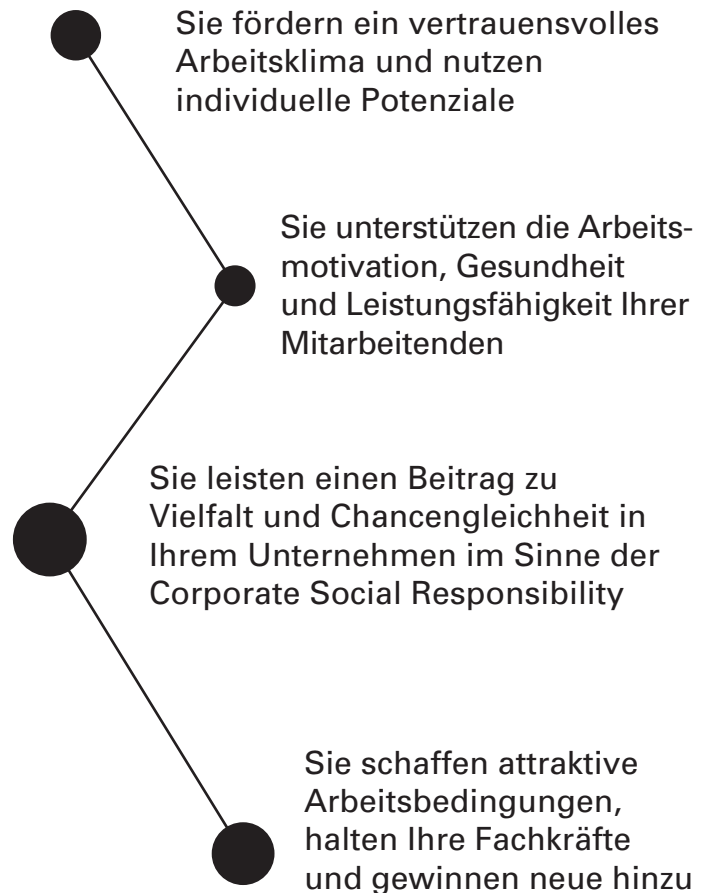 Sie fördern ein vertrauensvolles
Arbeitsklima und nutzen
individuelle Potenziale
Sie unterstützen die Arbeits-
motivation, Gesundheit
und Leistungsfähigkeit Ihrer
Mitarbeitenden
Sie leisten einen Beitrag zu
Vielfalt und Chancengleichheit in
Ihrem Unternehmen im Sinne der
Corporate Social Responsibility
Sie schaffen attraktive
Arbeitsbedingungen,
halten Ihre Fachkräfte
und gewinnen neue hinzu